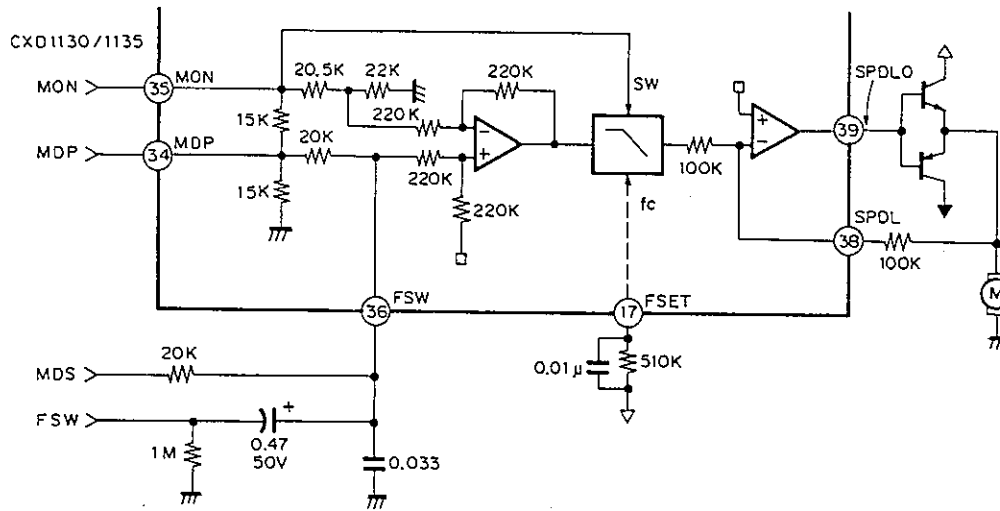 CXD1130/1135
MON
35
MON
20.5K
22K
220K
SW
SPDLO
15K
220K
MDP
34
MDP
20K
220K
100K
39
15K
220K
fc
SPDL
38
100K
36
FSW
17
FSET
M
MDS
20K
0.01μ
510K
FSW
+
1M
0.47
50V
0.033